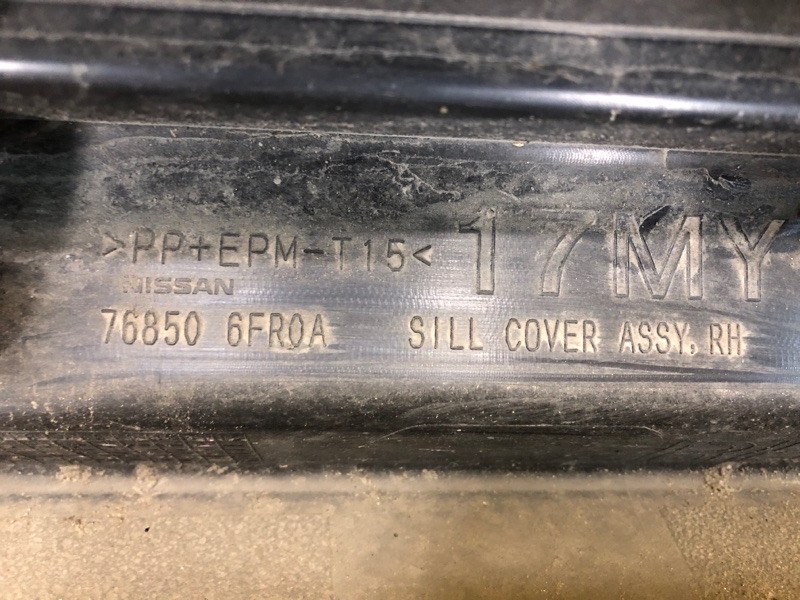 >PP+EPM-T15< 17MY
NISSAN
76850 6FR0A SILL COVER ASSY, RH